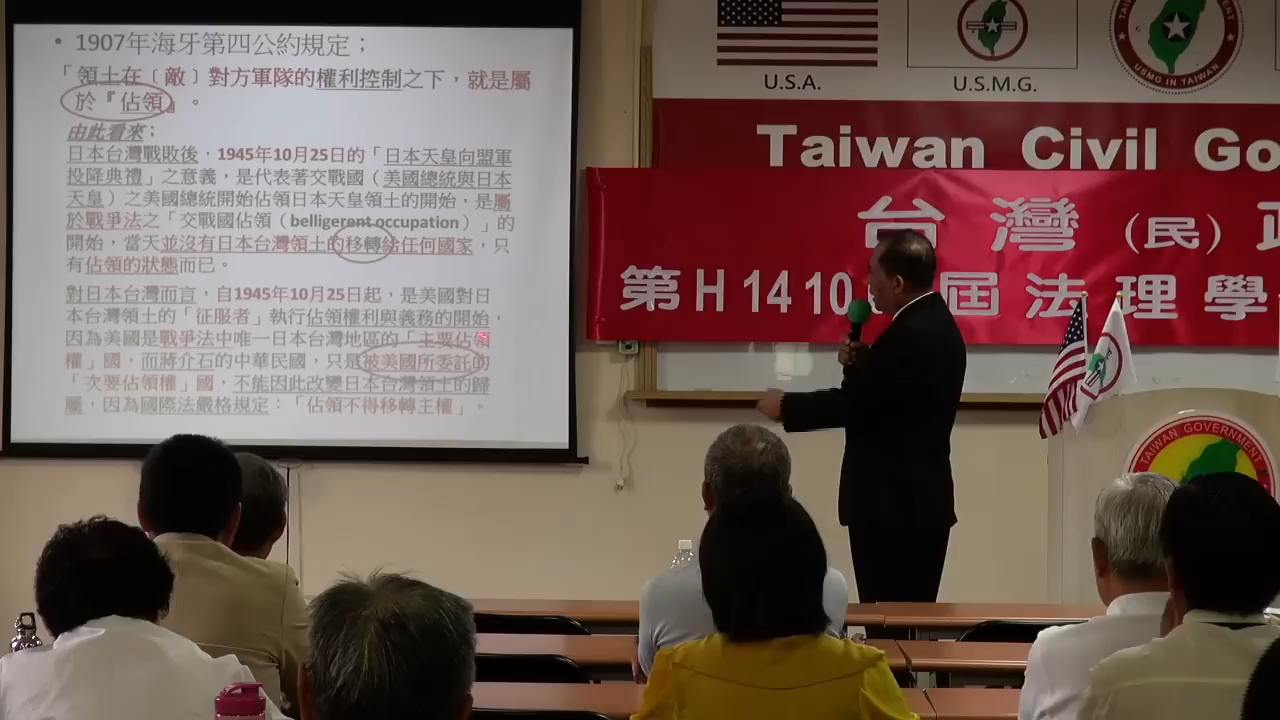 • 1907年海牙第四公約規定；
「領土在〔敵〕對方軍隊的權利控制之下，就是屬
於『佔領』。
由此看來；
日本台灣戰敗後，1945年10月25日的「日本天皇向盟軍
投降典禮」之意義，是代表著交戰國（美國總統與日本
天皇）之美國總統開始佔領日本天皇領土的開始，是屬
於戰爭法之「交戰國佔領（belligerent occupation）」的
開始，當天並沒有日本台灣領土的移轉給任何國家，只
有佔領的狀態而已。
對日本台灣而言，自1945年10月25日起，是美國對日
本台灣領土的「征服者」執行佔領權利與義務的開始，
因為美國是戰爭法中唯一日本台灣地區的「主要佔領
權」國，而蔣介石的中華民國，只是被美國所委託的
「次要佔領權」國，不能因此改變日本台灣領土的歸
屬，因為國際法嚴格規定：「佔領不得移轉主權」。
U.S.A.
U.S.M.G.
USMG IN TAIWAN
Taiwan Civil Go
台灣（民）政
第H1410 屆法理學
TAIWAN GOVERNMENT